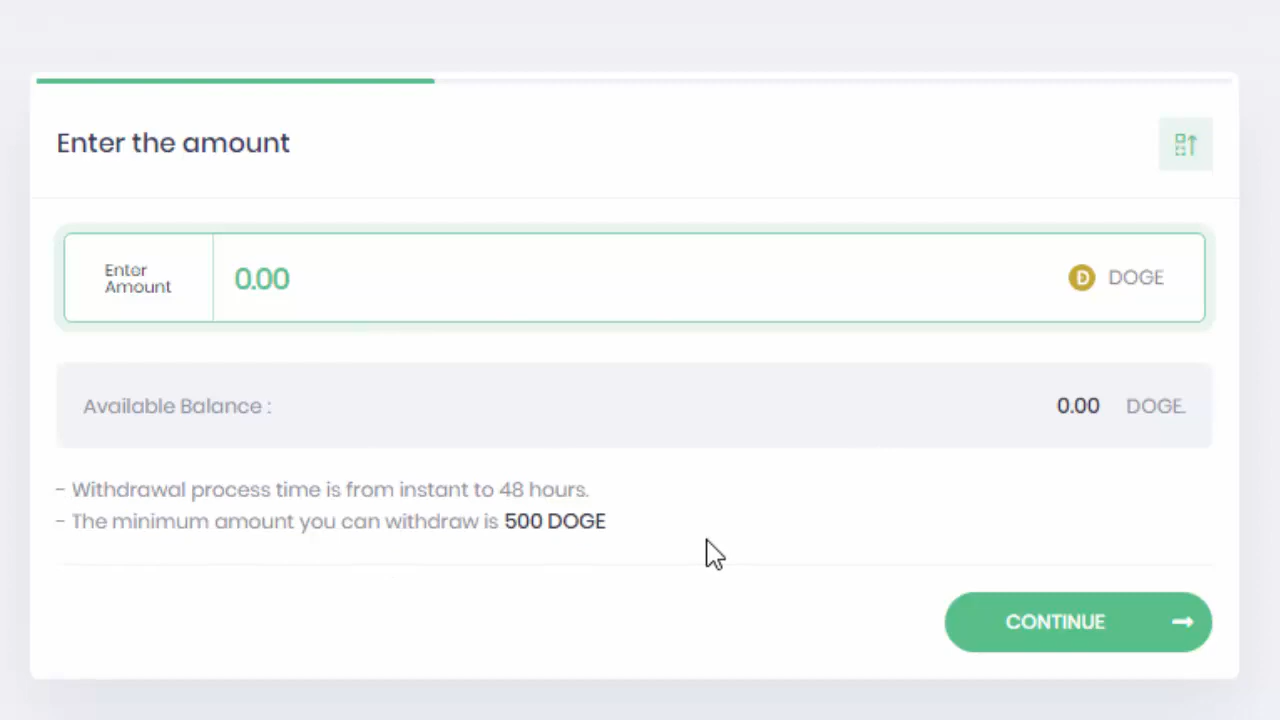 Enter the amount
Enter
Amount
0.00
D DOGE
Available Balance :
0.00 DOGE.
- Withdrawal process time is from instant to 48 hours.
- The minimum amount you can withdraw is 500 DOGE
CONTINUE